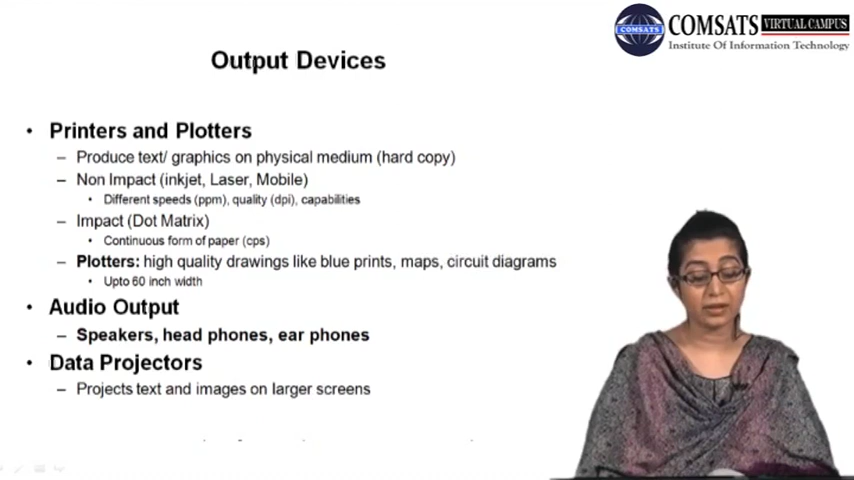 COMSATS VIRTUAL CAMPUS
Institute Of Information Technology
COMSATS
Output Devices
• Printers and Plotters
– Produce text/ graphics on physical medium (hard copy)
– Non Impact (inkjet, Laser, Mobile)
• Different speeds (ppm), quality (dpi), capabilities
– Impact (Dot Matrix)
• Continuous form of paper (cps)
– Plotters: high quality drawings like blue prints, maps, circuit diagrams
• Upto 60 inch width
• Audio Output
– Speakers, head phones, ear phones
• Data Projectors
– Projects text and images on larger screens